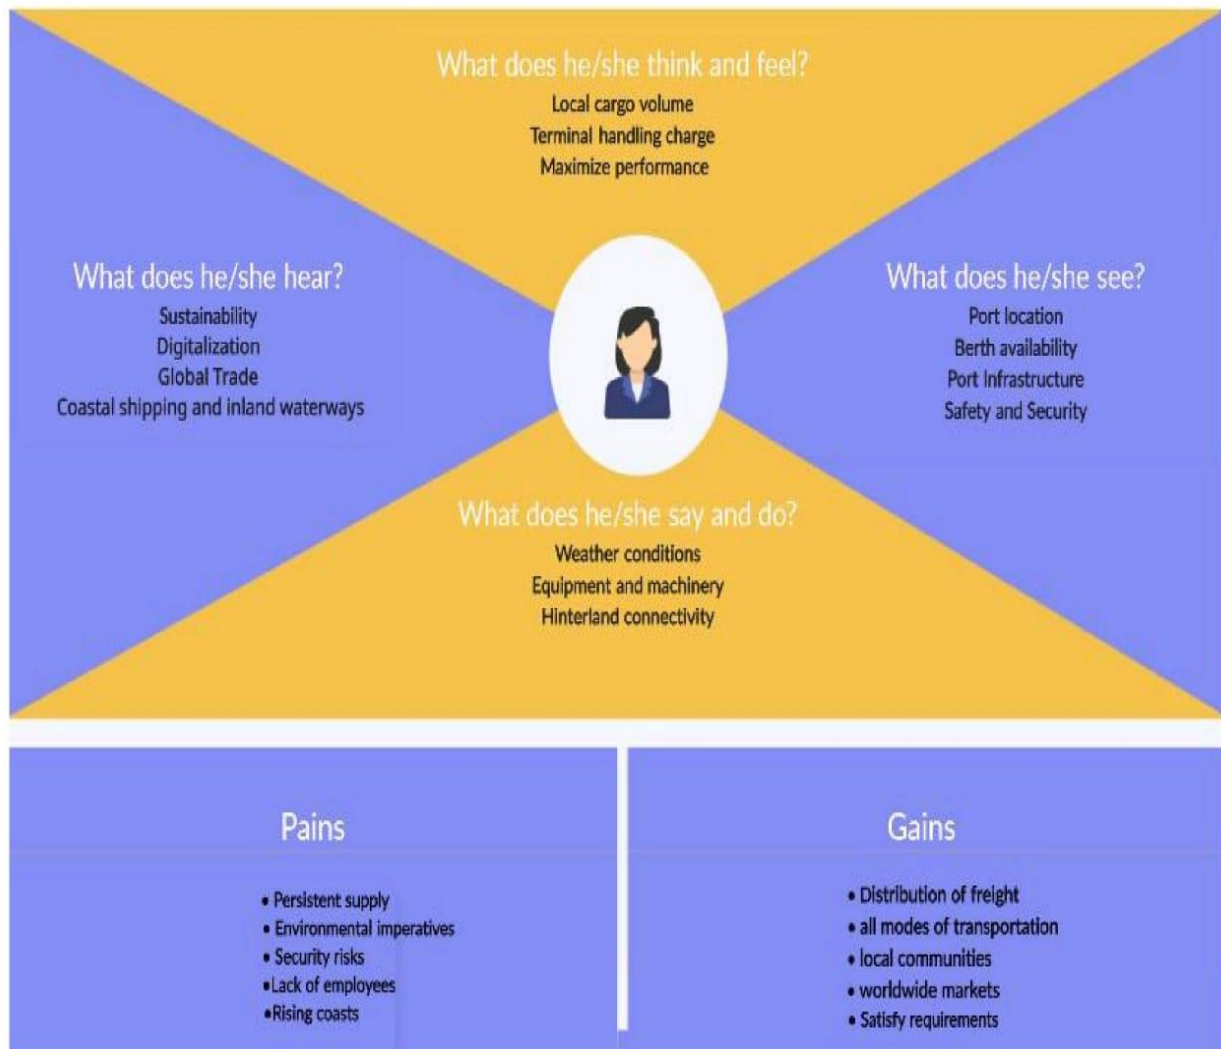 What does he/she think and feel?
Local cargo volume
Terminal handling charge
Maximize performance
What does he/she hear?
Sustainability
Digitalization
Global Trade
Coastal shipping and inland waterways
What does he/she see?
Port location
Berth availability
Port Infrastructure
Safety and Security
What does he/she say and do?
Weather conditions
Equipment and machinery
Hinterland connectivity
Pains
• Persistent supply
• Environmental imperatives
• Security risks
•Lack of employees
•Rising coasts
Gains
• Distribution of freight
• all modes of transportation
• local communities
• worldwide markets
• Satisfy requirements